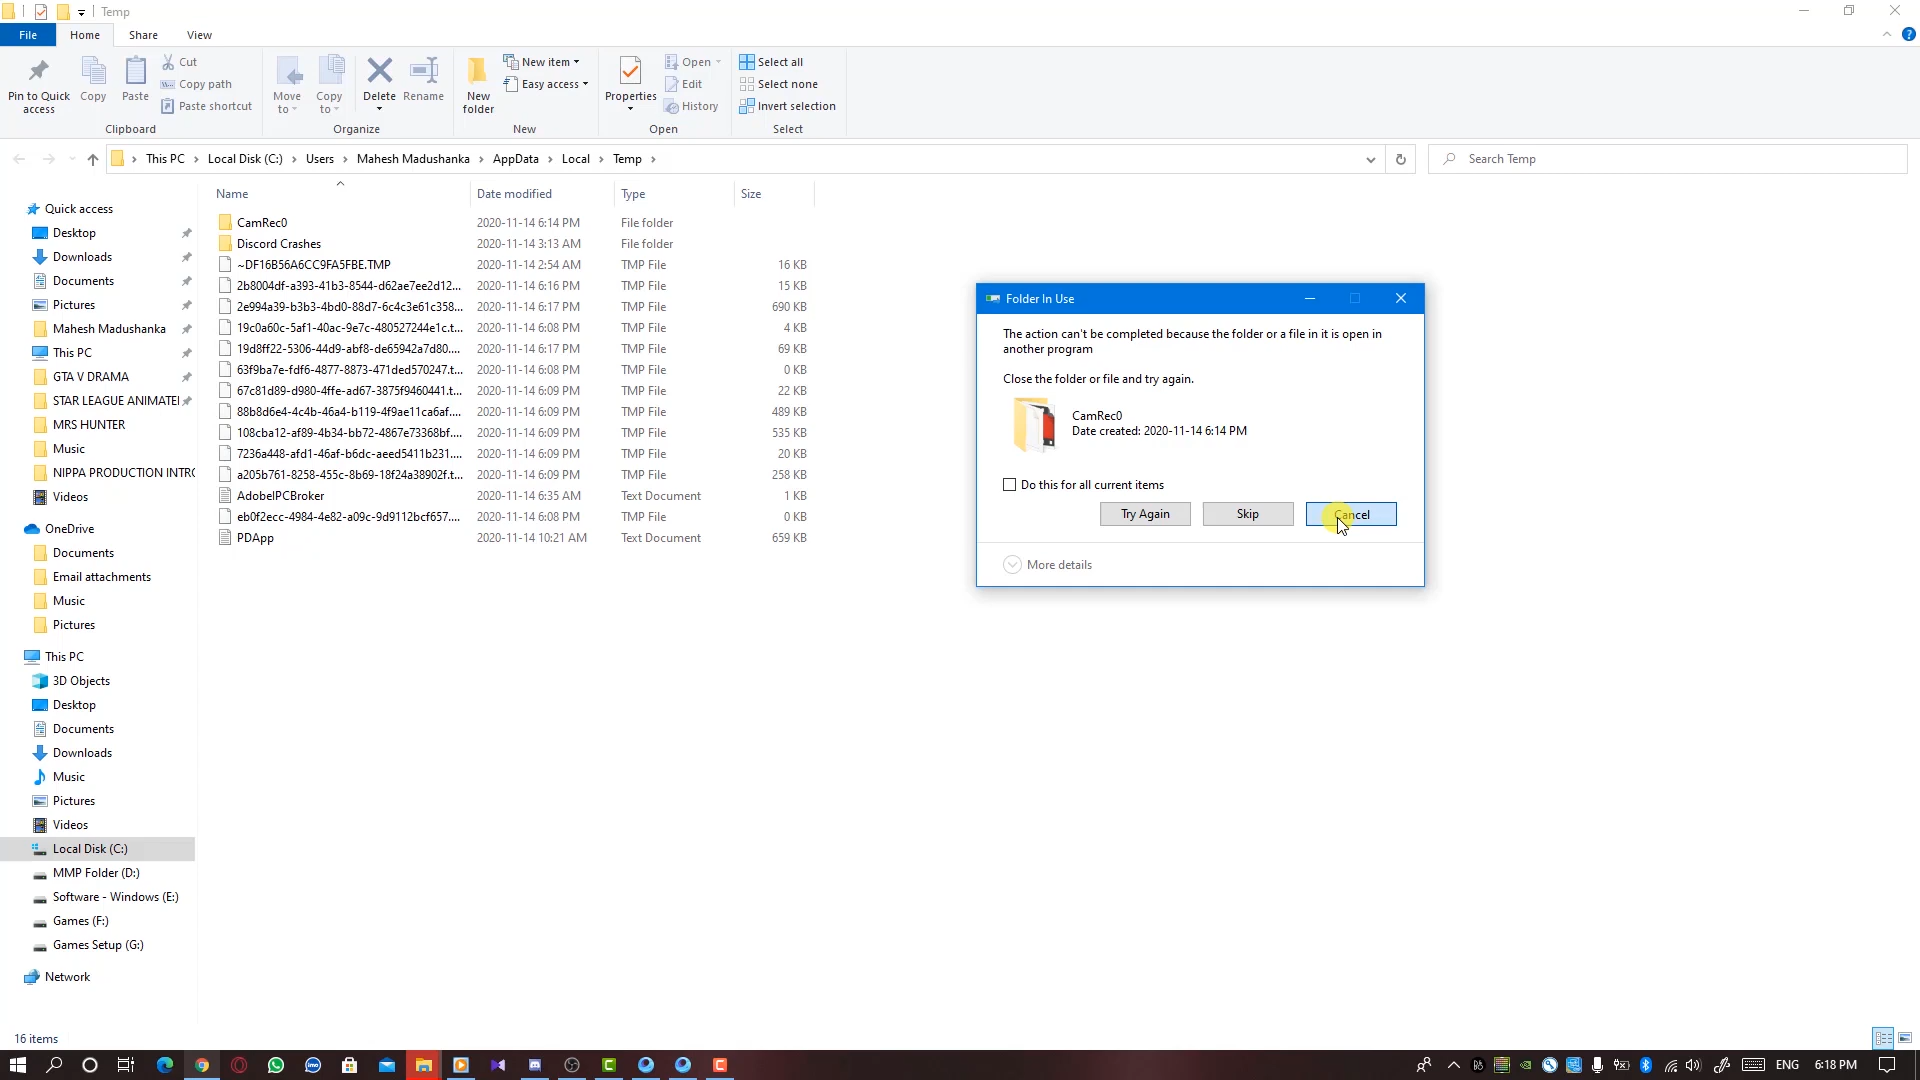 Temp
File Home Share View
Pin to Quick access
Copy
Paste
Cut
Copy path
Paste shortcut
Clipboard
Move to
Copy to
Delete
Rename
Organize
New folder
New item
Easy access
New
Properties
Open
Edit
History
Open
Select all
Select none
Invert selection
Select
This PC Local Disk (C:) Users Mahesh Madushanka AppData Local Temp
Search Temp
Name Date modified Type Size
CamRec0 2020-11-14 6:14 PM File folder
Discord Crashes 2020-11-14 3:13 AM File folder
~DF16B56A6CC9FA5FBE.TMP 2020-11-14 2:54 AM TMP File 16 KB
2b8004df-a393-41b3-8544-d62ae7ee2d12... 2020-11-14 6:16 PM TMP File 15 KB
2e994a39-b3b3-4bd0-88d7-6c4c3e61c358... 2020-11-14 6:17 PM TMP File 690 KB
19c0a60c-5af1-40ac-9e7c-480527244e1c.t... 2020-11-14 6:08 PM TMP File 4 KB
19d8ff22-5306-44d9-abf8-de65942a7d80.... 2020-11-14 6:17 PM TMP File 69 KB
63f9ba7e-fdf6-4877-8873-471ded570247.t... 2020-11-14 6:08 PM TMP File 0 KB
67c81d89-d980-4ffe-ad67-3875f9460441.t... 2020-11-14 6:09 PM TMP File 22 KB
88b8d6e4-4c4b-46a4-b119-4f9ae11ca6af.... 2020-11-14 6:09 PM TMP File 489 KB
108cba12-af89-4b34-bb72-4867e73368bf.... 2020-11-14 6:09 PM TMP File 535 KB
7236a448-afd1-46af-b6dc-aeed5411b231.... 2020-11-14 6:09 PM TMP File 20 KB
a205b761-8258-455c-8b69-18f24a38902f.t... 2020-11-14 6:09 PM TMP File 258 KB
AdobeIPCBroker 2020-11-14 6:35 AM Text Document 1 KB
eb0f2ecc-4984-4e82-a09c-9d9112bcf657.... 2020-11-14 6:08 PM TMP File 0 KB
PDApp 2020-11-14 10:21 AM Text Document 659 KB
Quick access
Desktop
Downloads
Documents
Pictures
Mahesh Madushanka
This PC
GTA V DRAMA
STAR LEAGUE ANIMATE
MRS HUNTER
Music
NIPPA PRODUCTION INTRO
Videos
OneDrive
Documents
Email attachments
Music
Pictures
This PC
3D Objects
Desktop
Documents
Downloads
Music
Pictures
Videos
Local Disk (C:)
MMP Folder (D:)
Software - Windows (E:)
Games (F:)
Games Setup (G:)
Network
Folder In Use
The action can't be completed because the folder or a file in it is open in
another program
Close the folder or file and try again.
CamRec0
Date created: 2020-11-14 6:14 PM
Do this for all current items
Try Again Skip Cancel
More details
16 items
ENG 6:18 PM